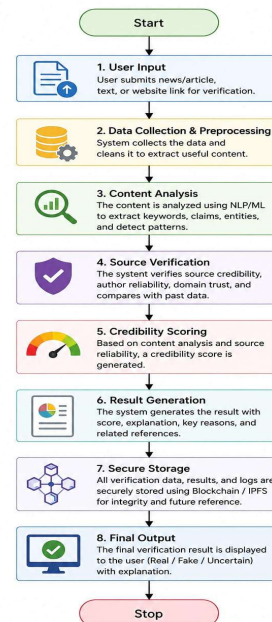 Start
1. User Input
User submits news/article,
text, or website link for verification.
2. Data Collection & Preprocessing
System collects the data and
cleans it to extract useful content.
3. Content Analysis
The content is analyzed using NLP/ML
to extract keywords, claims, entities,
and detect patterns.
4. Source Verification
The system verifies source credibility,
author reliability, domain trust, and
compares with past data.
5. Credibility Scoring
Based on content analysis and source
reliability, a credibility score is
generated.
6. Result Generation
The system generates the result with
score, explanation, key reasons, and
related references.
7. Secure Storage
All verification data, results, and logs are
securely stored using Blockchain / IPFS
for integrity and future reference.
8. Final Output
The final verification result is displayed
to the user (Real / Fake / Uncertain)
with explanation.
Stop